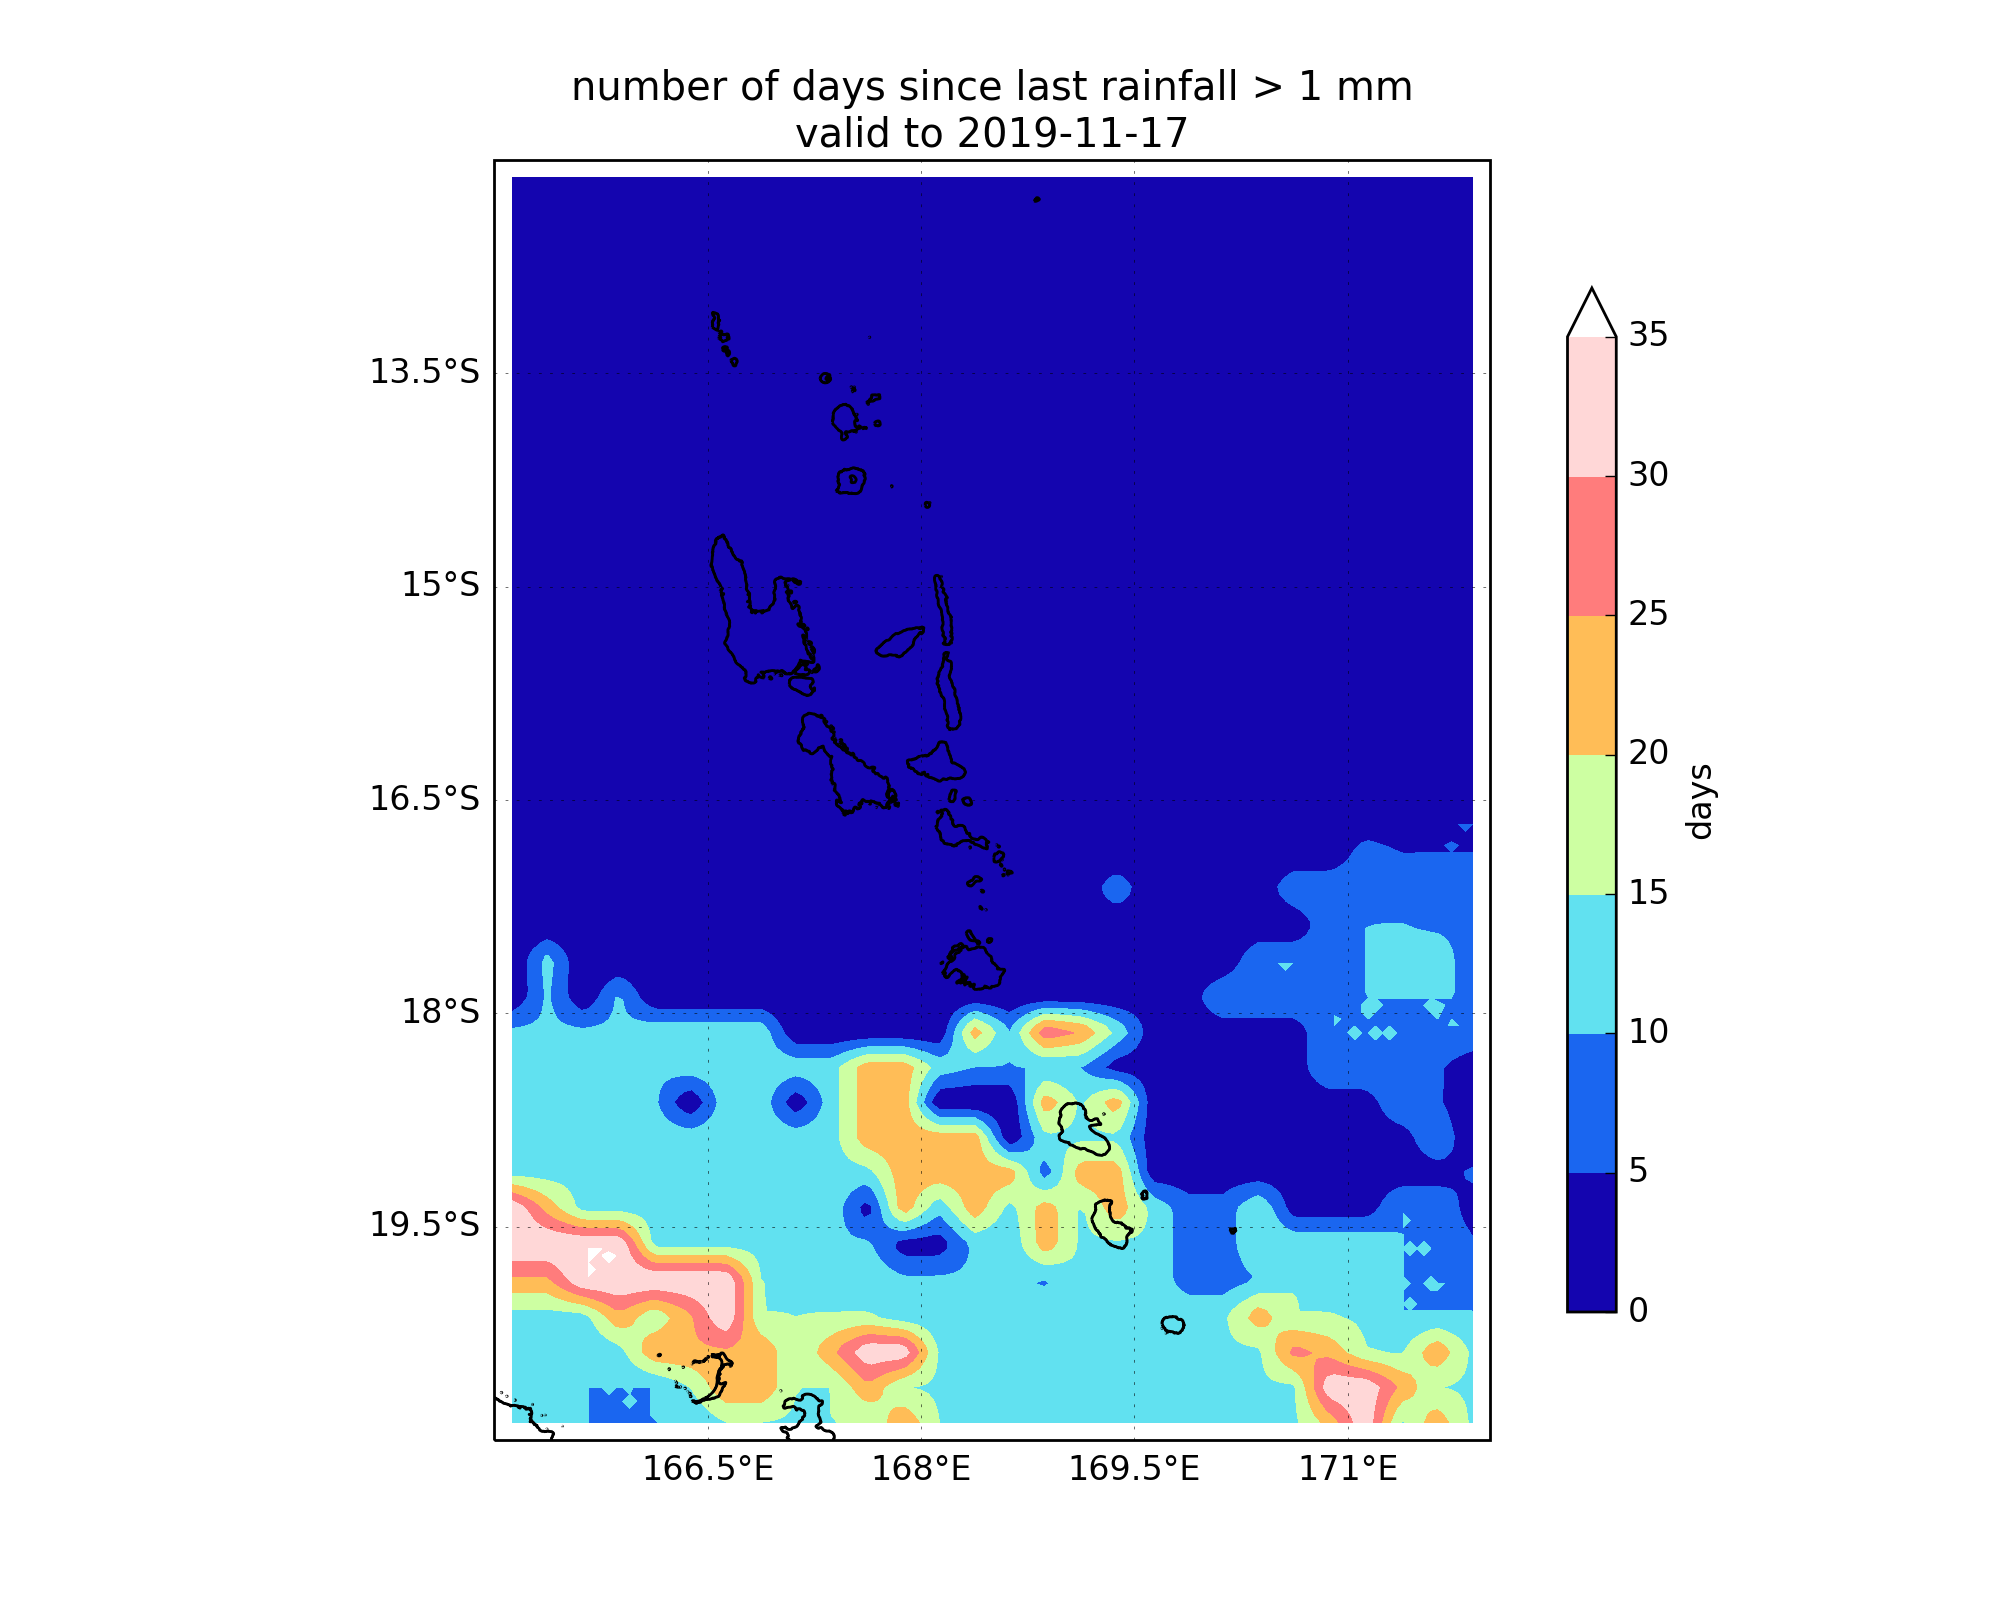 number of days since last rainfall > 1 mm
valid to 2019-11-17
13.5°S
15°S
16.5°S
18°S
19.5°S
166.5°E
168°E
169.5°E
171°E
35
30
25
20
15
10
5
0
days